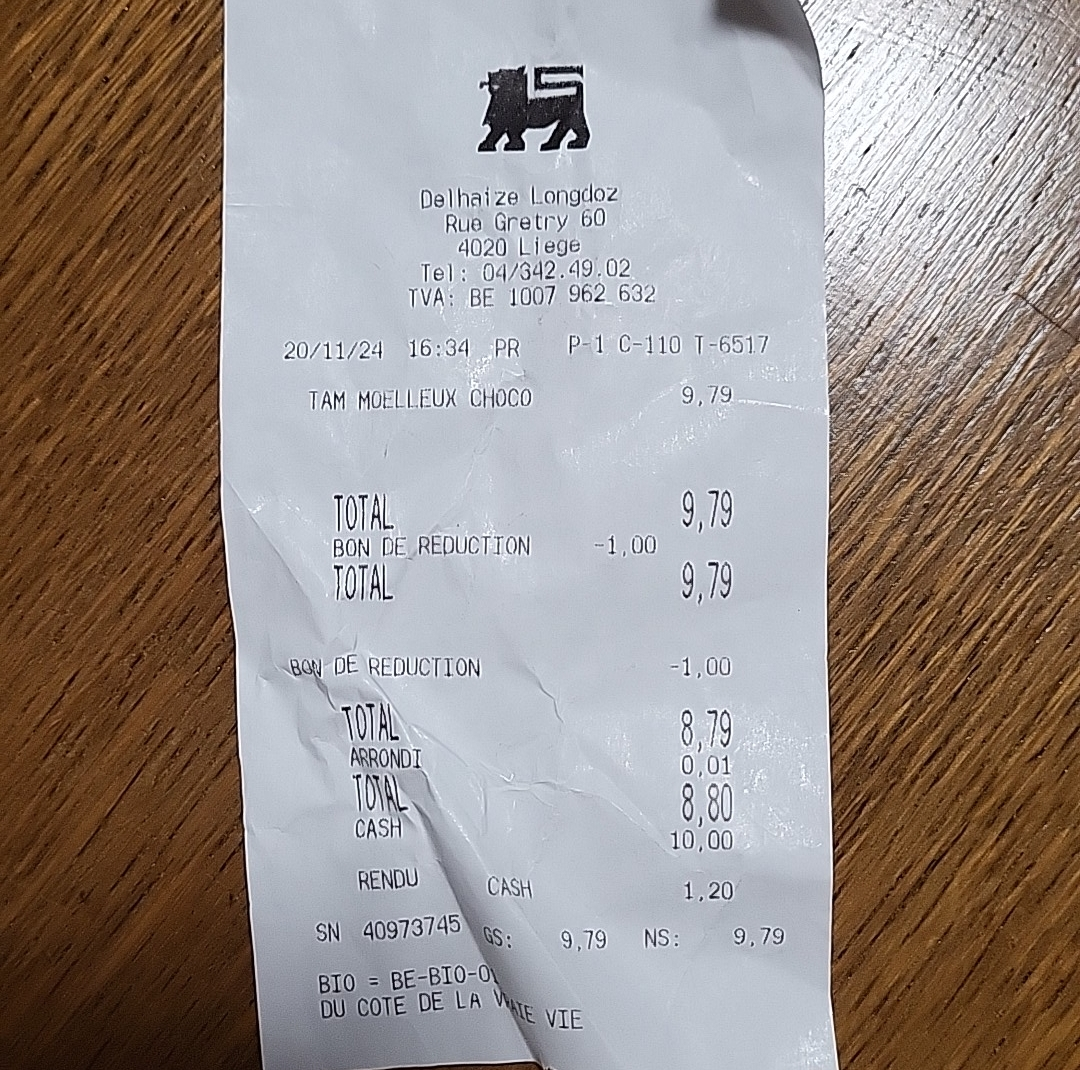 Delhaize Longdoz
Rue Gretry 60
4020 Liege
Tel: 04/342.49.02
TVA: BE 1007 962 632
20/11/24 16:34 PR P-1 C-110 T-6517
TAM MOELLEUX CHOCO 9,79
TOTAL 9,79
BON DE REDUCTION -1,00
TOTAL 9,79
BON DE REDUCTION -1,00
TOTAL 8,79
ARRONDI 0,01
TOTAL 8,80
CASH 10,00
RENDU CASH 1,20
SN 40973745 GS: 9,79 NS: 9,79
BIO =
DU COTE DE LA VRAIE VIE